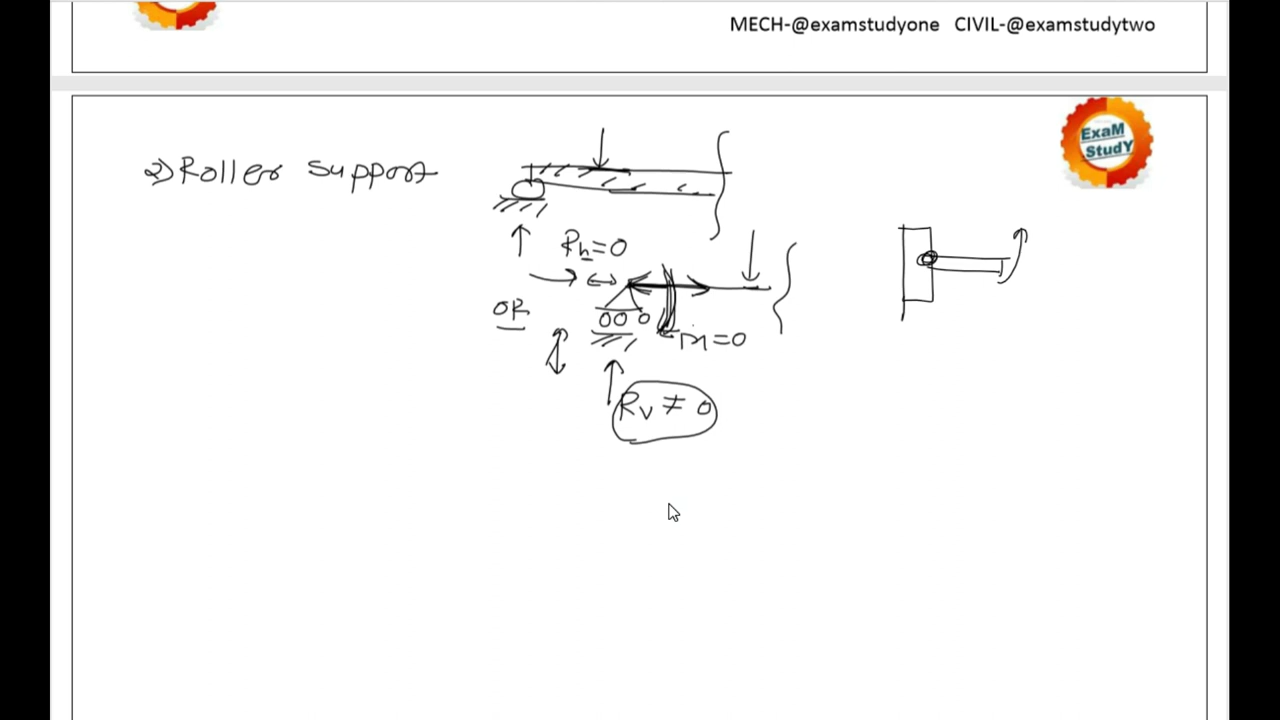 MECH-@examstudyone CIVIL-@examstudytwo
ExaM
StudY
2) Roller Support
Rh=0
OR
M=0
Rv ≠ 0